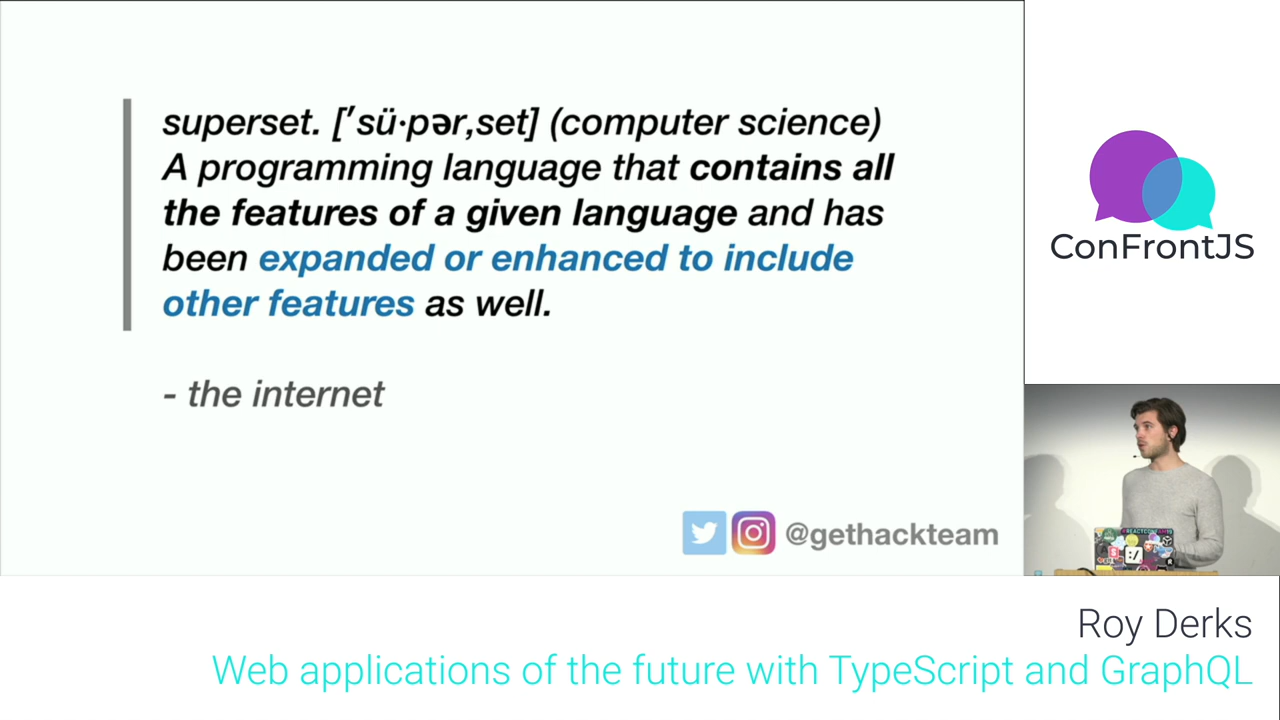 superset. [ˈsü·pər,set] (computer science)
A programming language that contains all
the features of a given language and has
been expanded or enhanced to include
other features as well.
- the internet
@gethackteam
ConFrontJS
Roy Derks
Web applications of the future with TypeScript and GraphQL